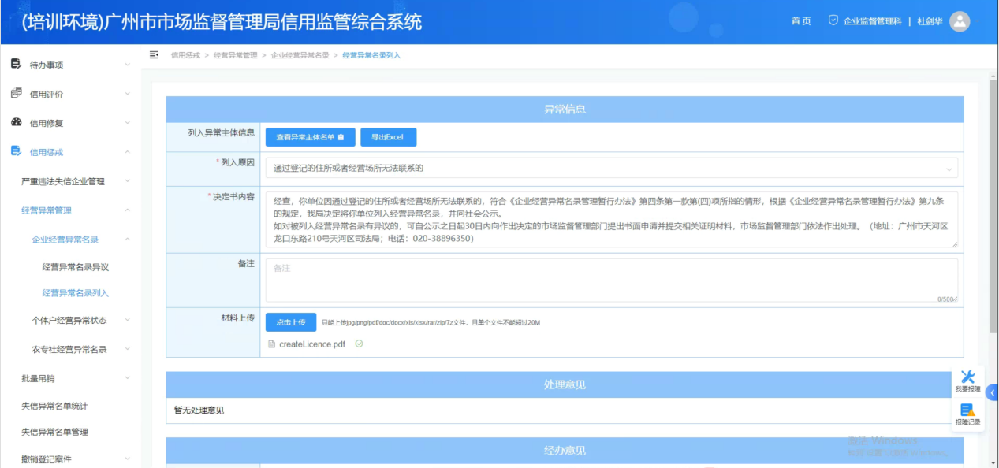 (培训环境)广州市市场监督管理局信用监管综合系统
首页
企业监督管理科 | 杜剑华
待办事项
信用评价
信用修复
信用惩戒
严重违法失信企业管理
经营异常管理
企业经营异常名录
经营异常名录异议
经营异常名录列入
个体户经营异常状态
农专社经营异常名录
批量吊销
失信异常名单统计
失信异常名单管理
撤销登记案件
信用惩戒 > 经营异常管理 > 企业经营异常名录 > 经营异常名录列入
异常信息
列入异常主体信息
查看异常主体名单
导出Excel
*列入原因
通过登记的住所或者经营场所无法联系的
*决定书内容
经查，你单位因通过登记的住所或者经营场所无法联系的，符合《企业经营异常名录管理暂行办法》第四条第一款第(四)项所指的情形，根据《企业经营异常名录管理暂行办法》第九条
的规定，我局决定将你单位列入经营异常名录，并向社会公示。
如对被列入经营异常名录有异议的，可自公示之日起30日内向作出决定的市场监督管理部门提出书面申请并提交相关证明材料，市场监督管理部门依法作出处理。（地址：广州市天河区
龙口东路210号天河区司法局；电话：020-38896350）
备注
备注
0/500
材料上传
点击上传
只能上传jpg/png/pdf/doc/docx/xls/xlsx/rar/zip/7z文件，且单个文件不能超过20M
createLicence.pdf
处理意见
暂无处理意见
经办意见
我要报障
报障记录
激活 Windows